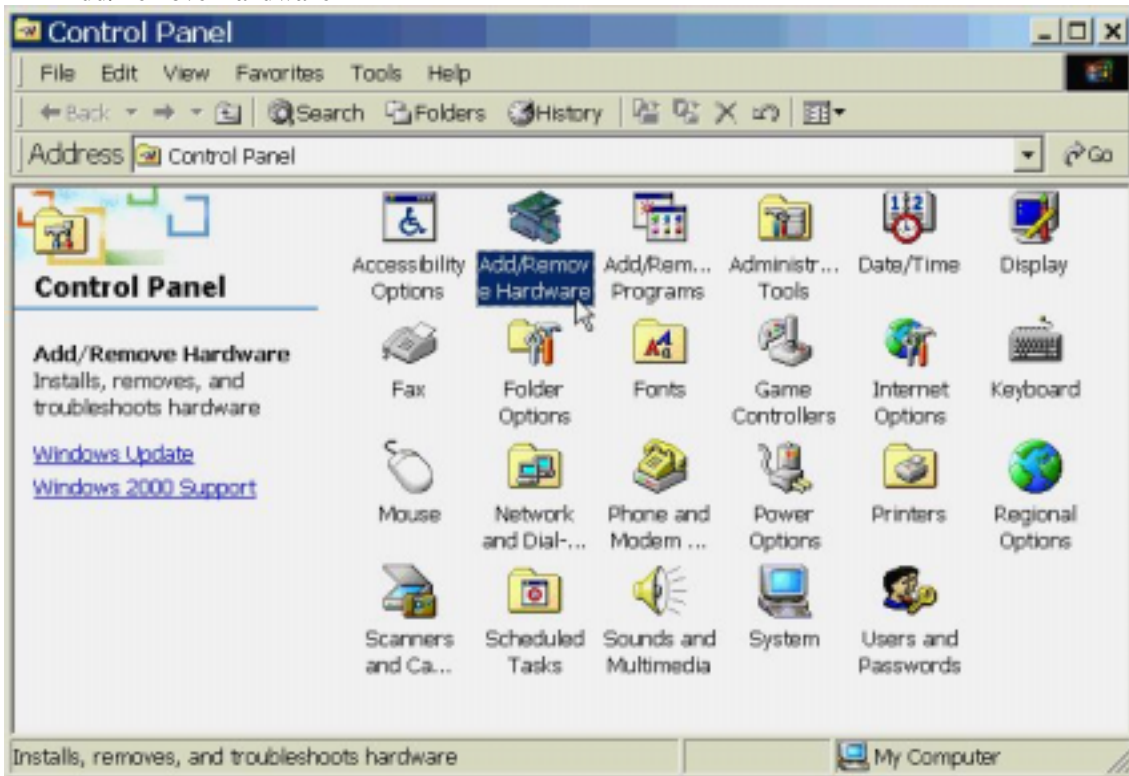 Control Panel
File Edit View Favorites Tools Help
Back Search Folders History
Address Control Panel Go
Control Panel
Add/Remove Hardware
Installs, removes, and
troubleshoots hardware
Windows Update
Windows 2000 Support
Accessibility
Options
Add/Remov
e Hardware
Add/Rem...
Programs
Administr...
Tools
Date/Time
Display
Fax
Folder
Options
Fonts
Game
Controllers
Internet
Options
Keyboard
Mouse
Network
and Dial-...
Phone and
Modem ...
Power
Options
Printers
Regional
Options
Scanners
and Ca...
Scheduled
Tasks
Sounds and
Multimedia
System
Users and
Passwords
Installs, removes, and troubleshoots hardware
My Computer